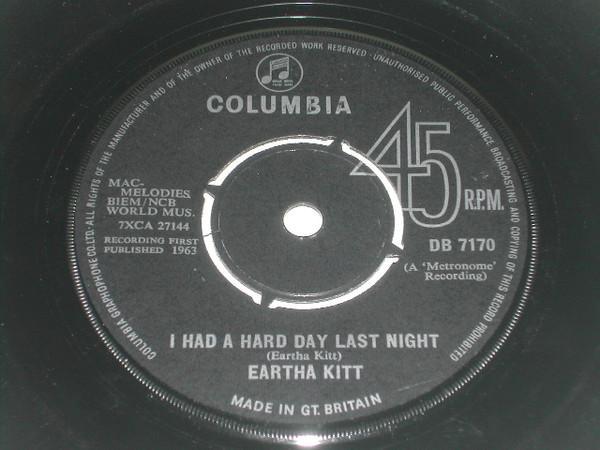 COLUMBIA GRAPHOPHONE CO.LTD.·ALL RIGHTS OF THE MANUFACTURER AND OF THE OWNER OF THE RECORDED WORK RESERVED·UNAUTHORISED PUBLIC PERFORMANCE BROADCASTING AND COPYING OF THIS RECORD PROHIBITED
COLUMBIA
45
R.P.M.
MAC-
MELODIES,
BIEM/NCB
WORLD MUS.
7XCA 27144
RECORDING FIRST
PUBLISHED 1963
DB 7170
(A 'Metronome'
Recording)
I HAD A HARD DAY LAST NIGHT
(Eartha Kitt)
EARTHA KITT
MADE IN GT. BRITAIN